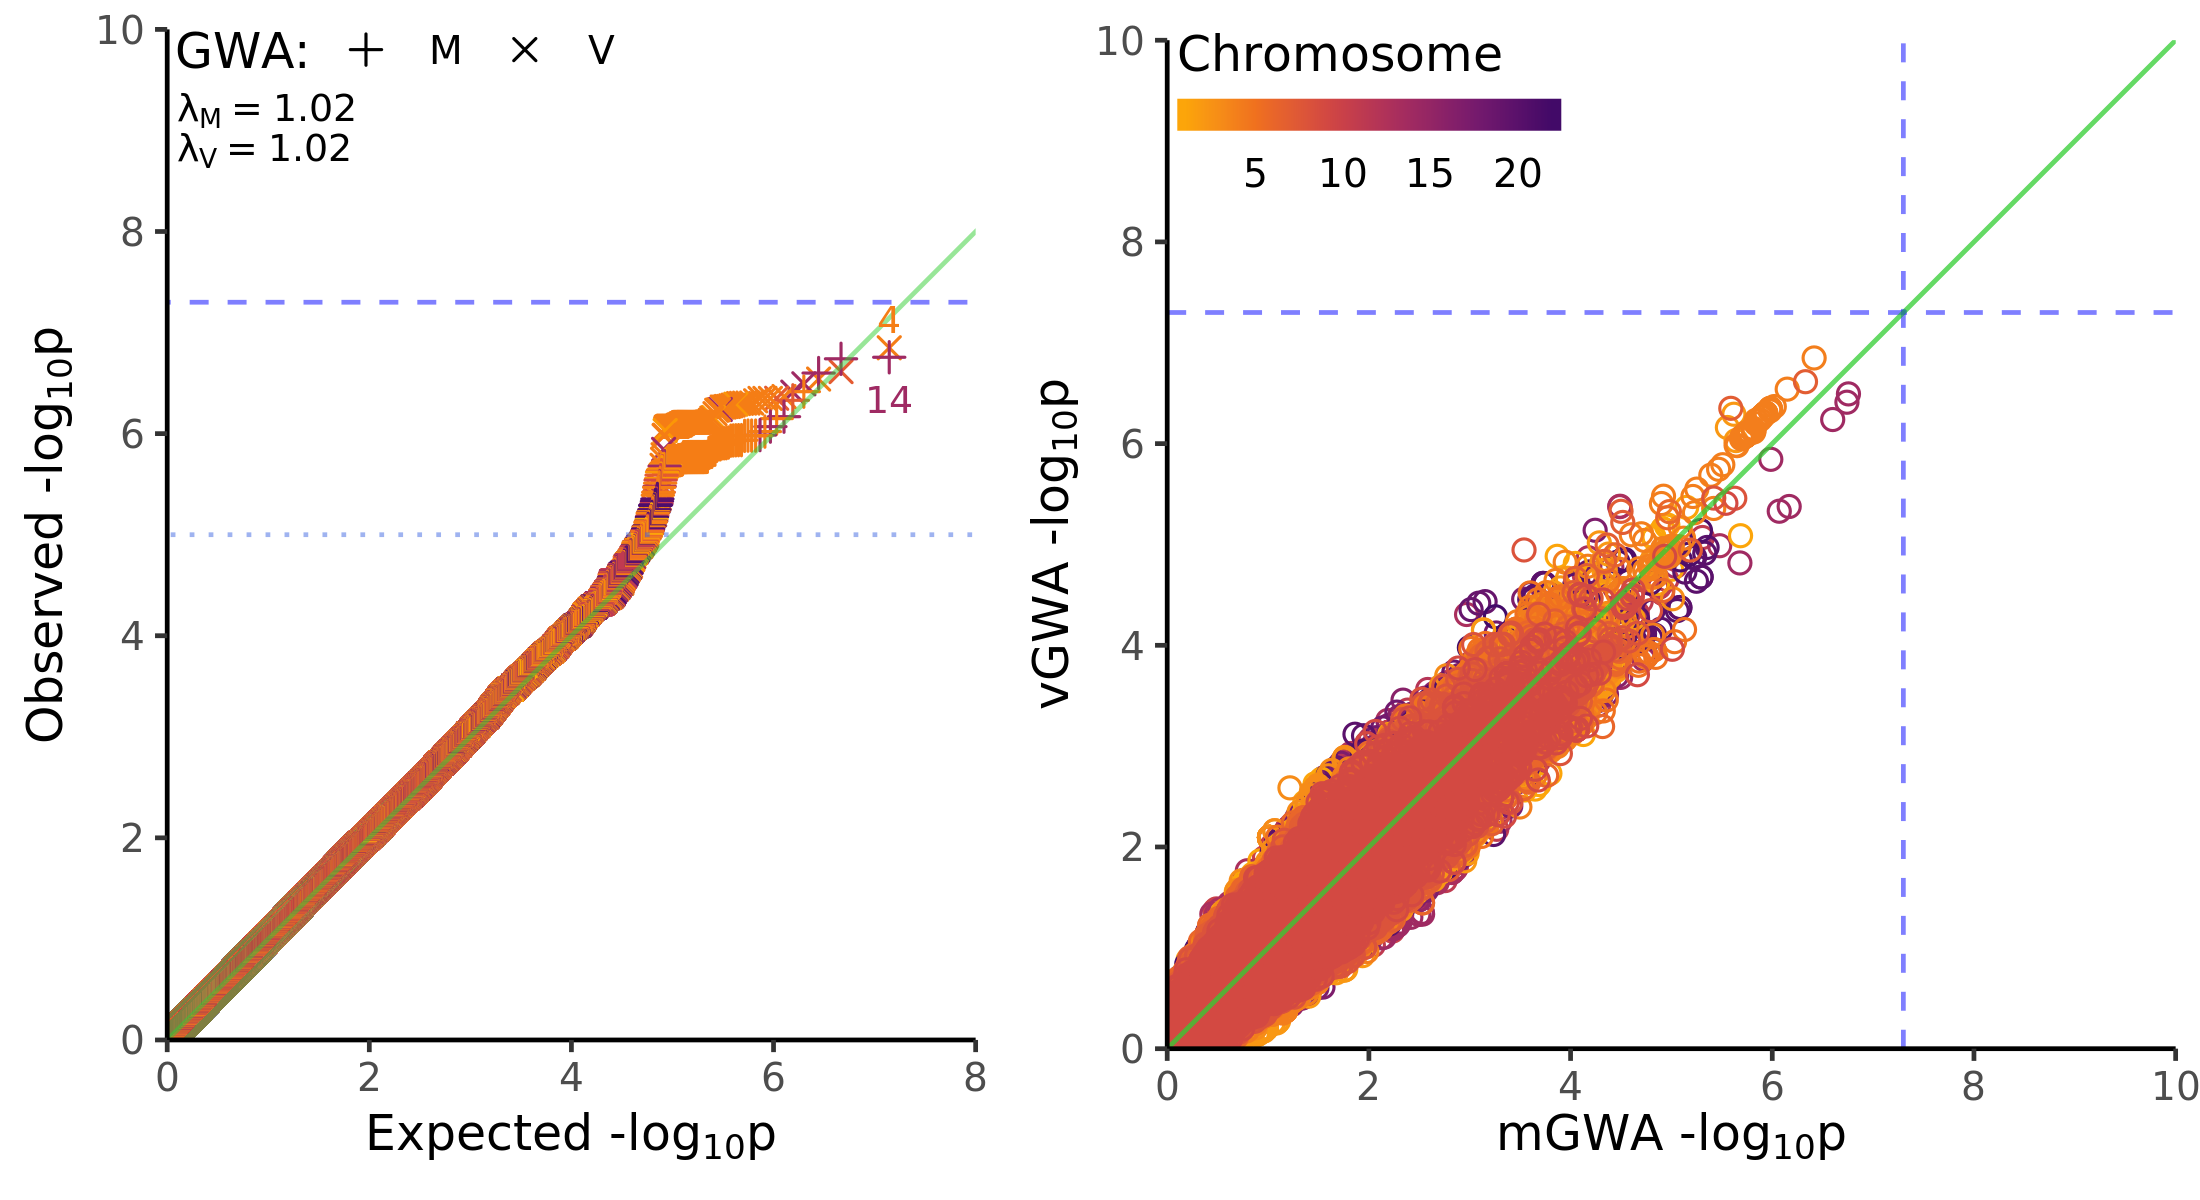 GWA: + M × V
λM = 1.02
λV = 1.02
10
8
6
4
2
0
4
14
0 2 4 6 8
Observed -log10p
Expected -log10p
Chromosome
5 10 15 20
10
8
6
4
2
0
0 2 4 6 8 10
vGWA -log10p
mGWA -log10p